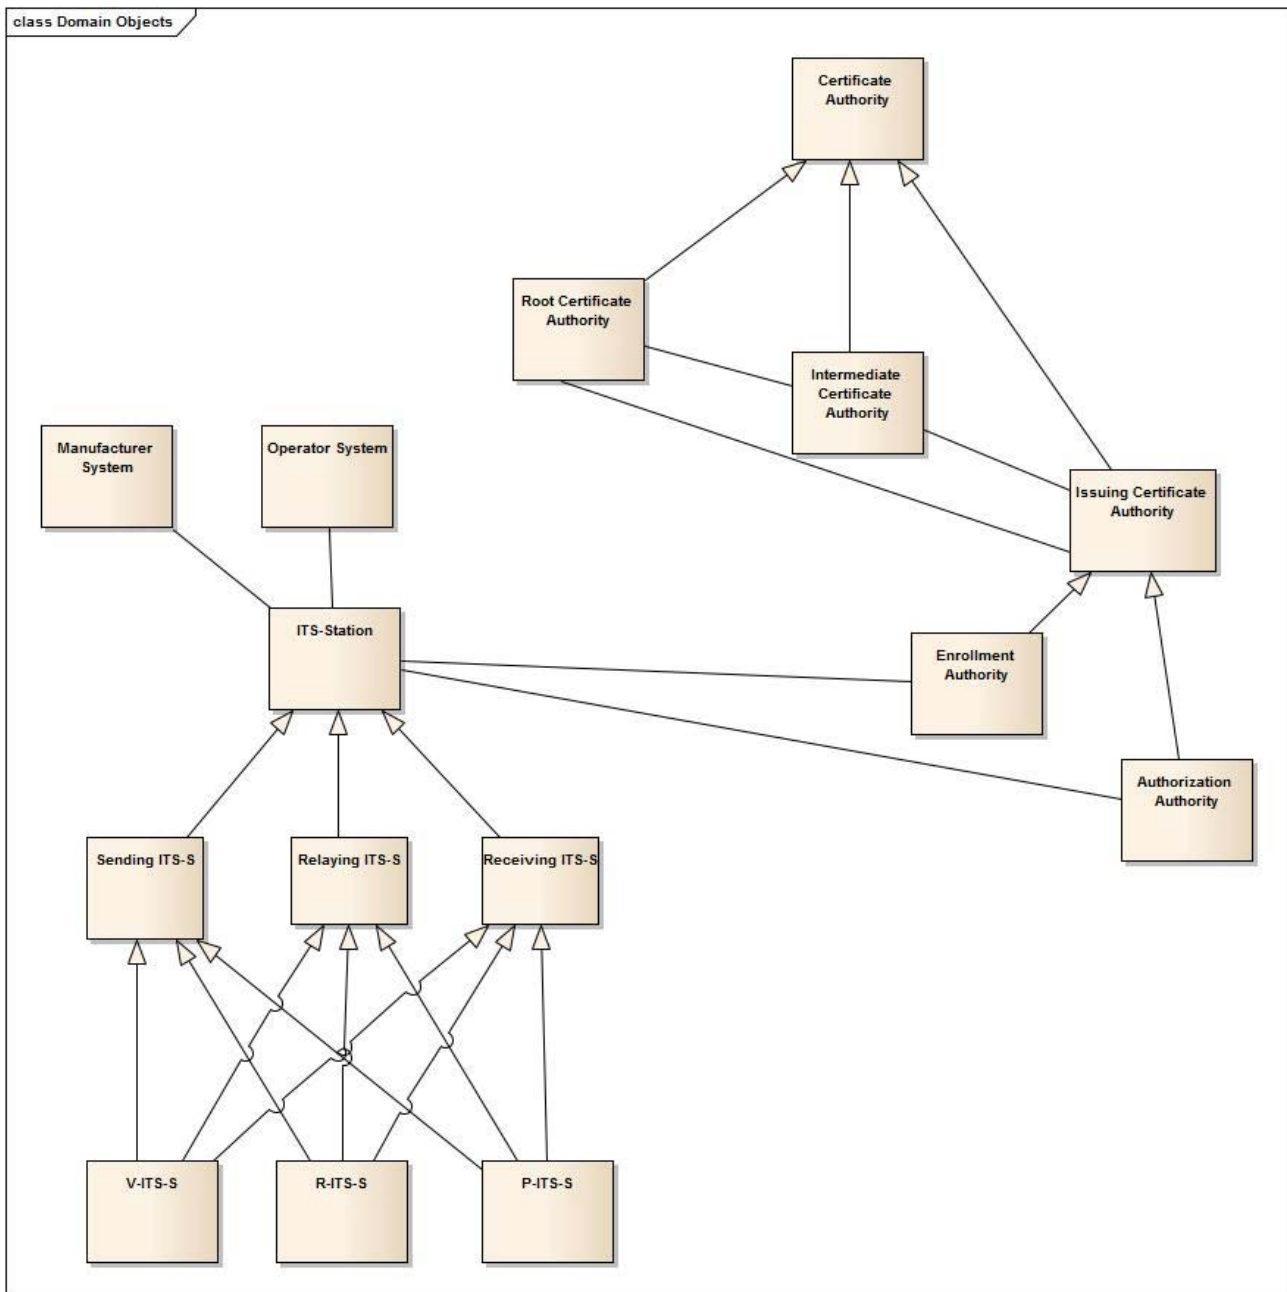 class Domain Objects
Certificate
Authority
Root Certificate
Authority
Intermediate
Certificate
Authority
Manufacturer
System
Operator System
Issuing Certificate
Authority
ITS-Station
Enrollment
Authority
Authorization
Authority
Sending ITS-S
Relaying ITS-S
Receiving ITS-S
V-ITS-S
R-ITS-S
P-ITS-S